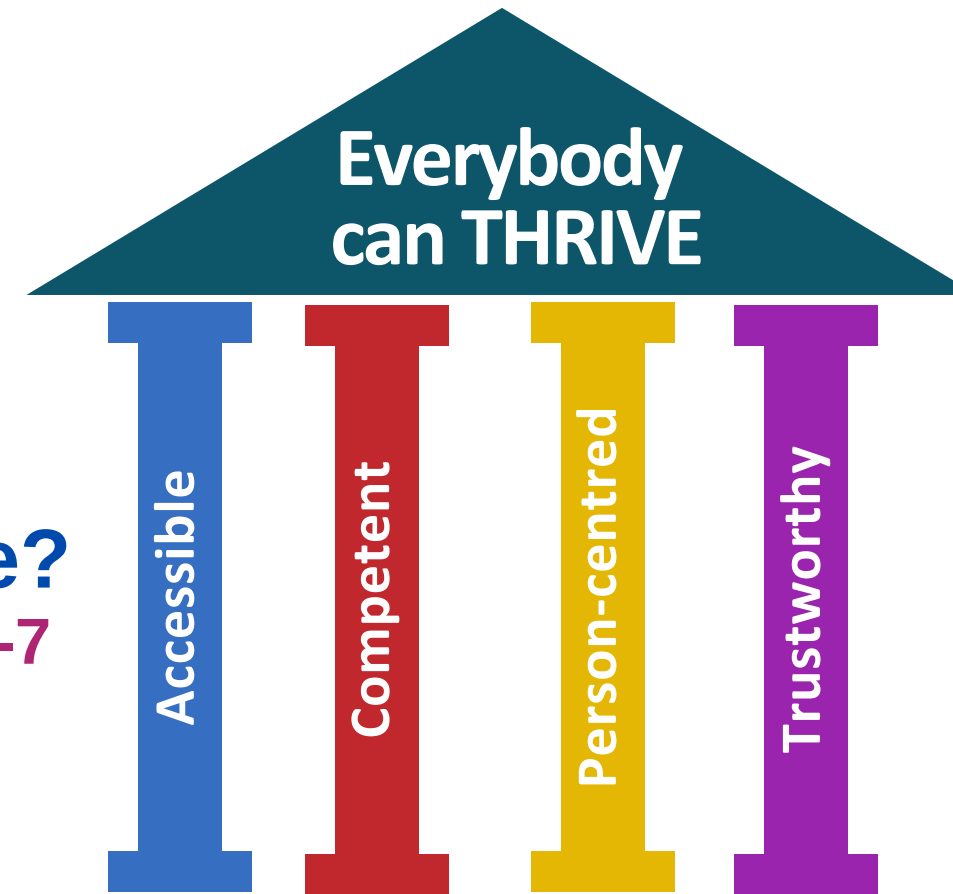 Everybody
can THRIVE
e?
-7
Accessible
Competent
Person-centred
Trustworthy